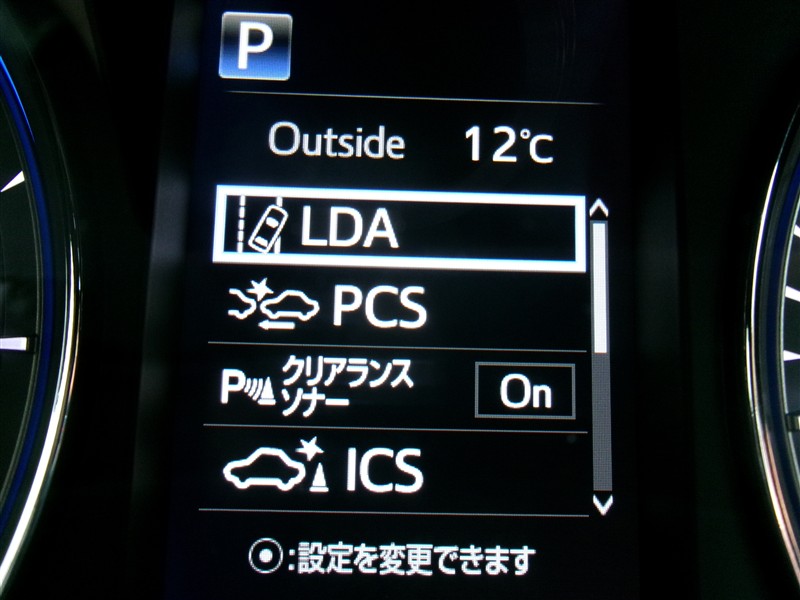 P
Outside 12℃
LDA
PCS
P クリアランス
ソナー
On
ICS
:設定を変更できます